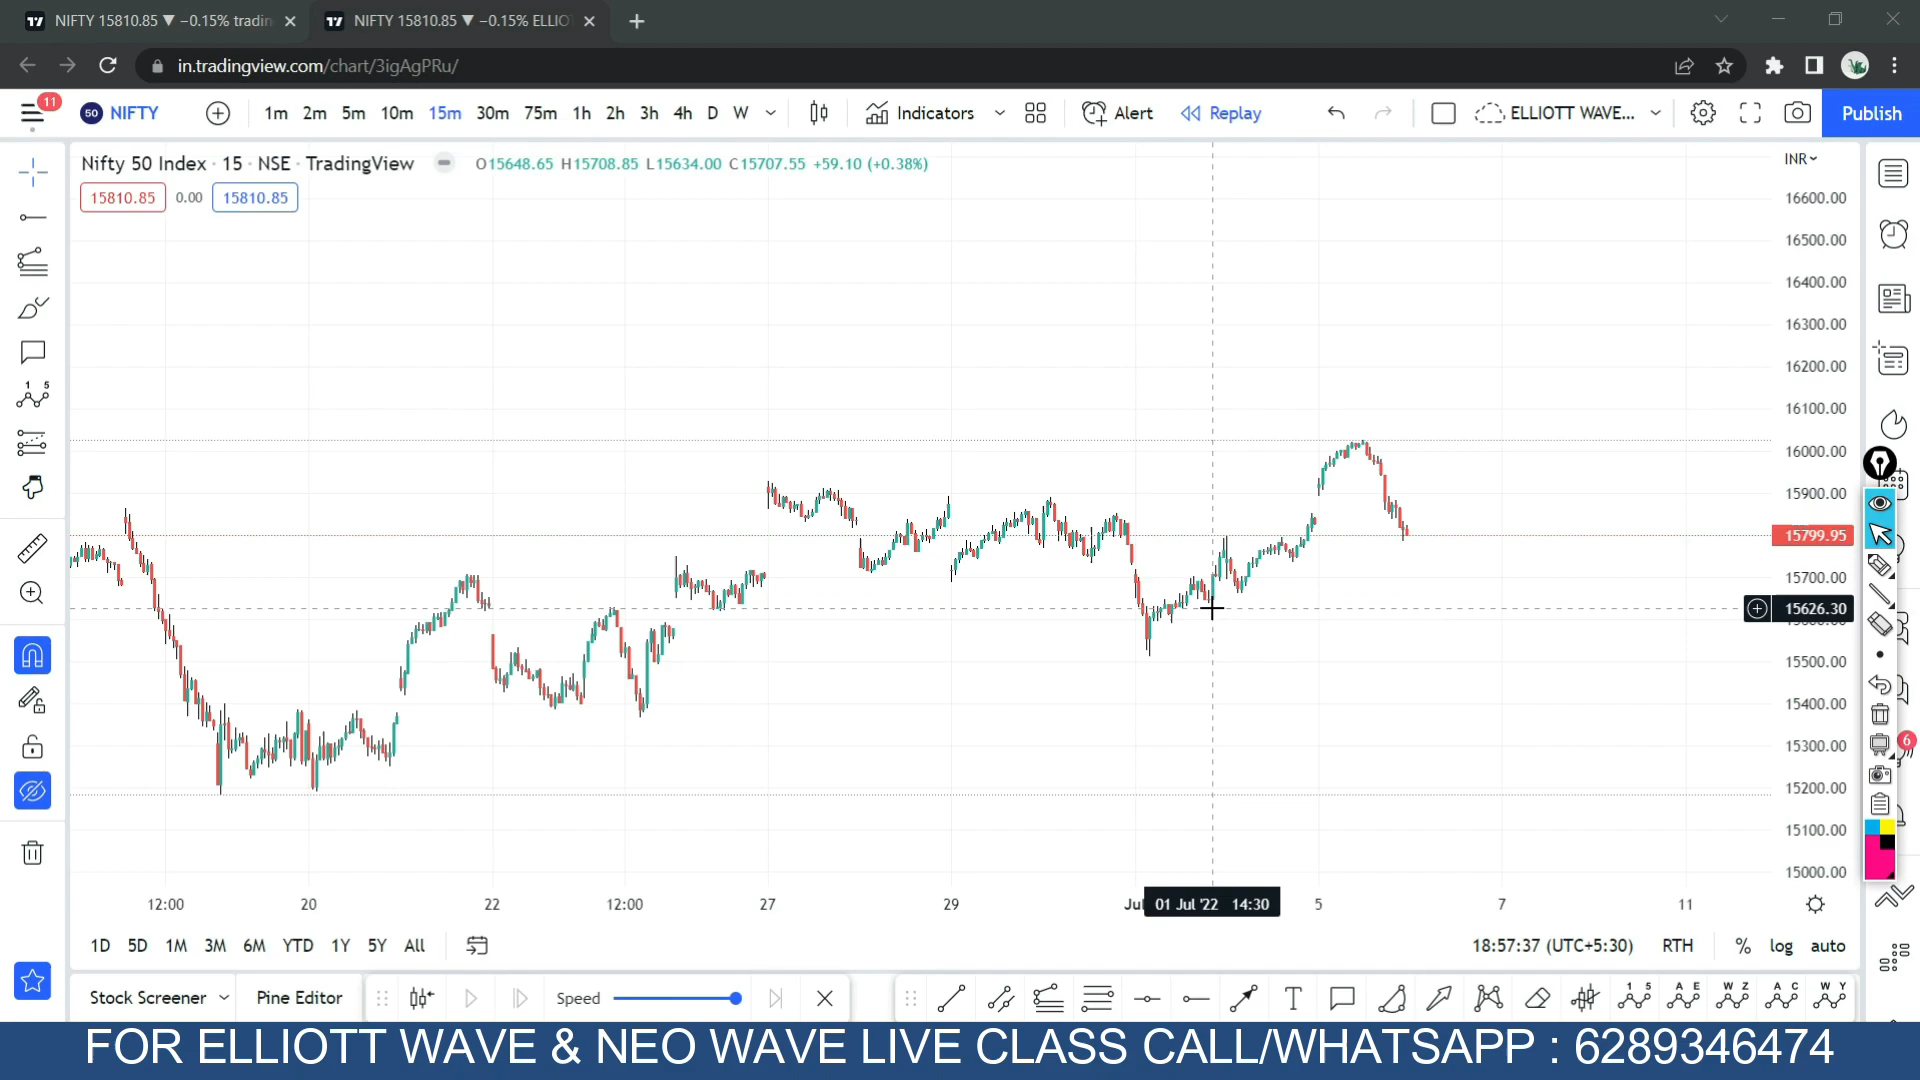 NIFTY 15810.85 ▼ −0.15% tradin
NIFTY 15810.85 ▼ −0.15% ELLIO
in.tradingview.com/chart/3igAgPRu/
11
50 NIFTY 1m 2m 5m 10m 15m 30m 75m 1h 2h 3h 4h D W Indicators Alert Replay ELLIOTT WAVE... Publish
Nifty 50 Index · 15 · NSE · TradingView O15648.65 H15708.85 L15634.00 C15707.55 +59.10 (+0.38%)
INR
15810.85 0.00 15810.85
16600.00
16500.00
16400.00
16300.00
16200.00
16100.00
16000.00
15900.00
15799.95
15700.00
15626.30
15500.00
15400.00
15300.00
15200.00
15100.00
15000.00
6
12:00 20 22 12:00 27 29 Jul 01 Jul '22 14:30 5 7 11
1D 5D 1M 3M 6M YTD 1Y 5Y All 18:57:37 (UTC+5:30) RTH % log auto
Stock Screener Pine Editor Speed
FOR ELLIOTT WAVE & NEO WAVE LIVE CLASS CALL/WHATSAPP : 6289346474